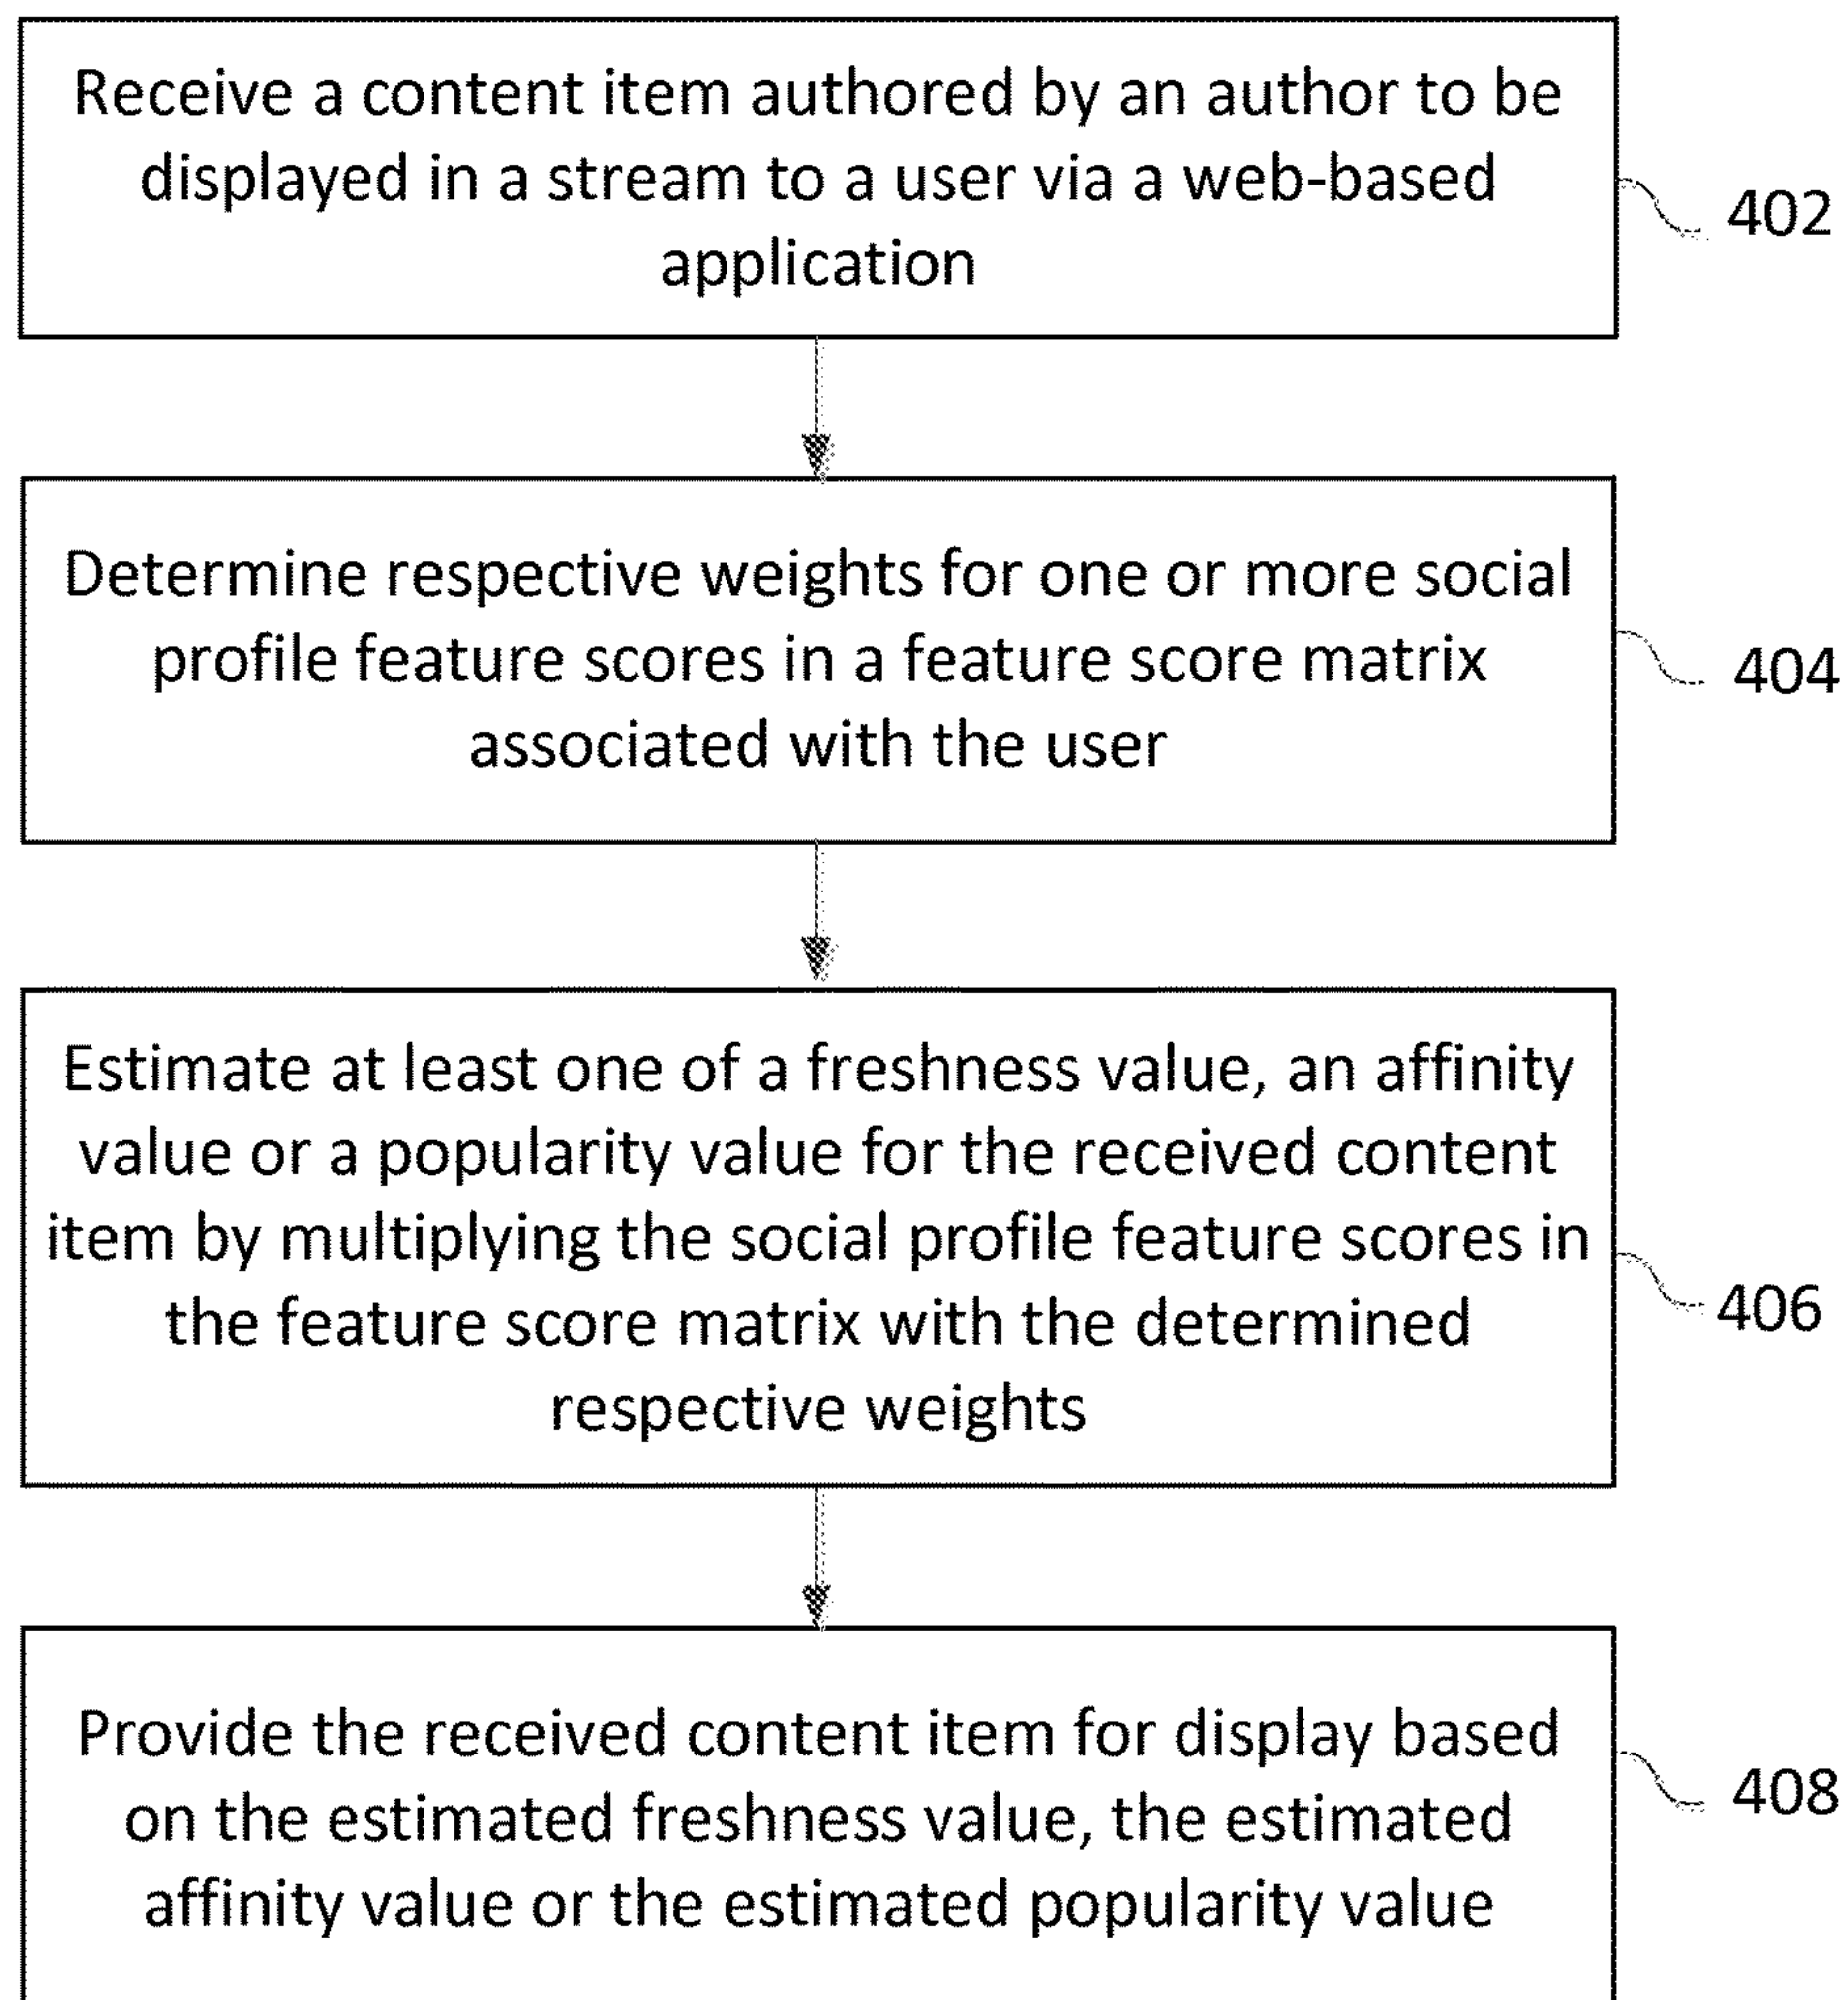 Receive a content item authored by an author to be
displayed in a stream to a user via a web-based
application
402
Determine respective weights for one or more social
profile feature scores in a feature score matrix
associated with the user
404
Estimate at least one of a freshness value, an affinity
value or a popularity value for the received content
item by multiplying the social profile feature scores in
the feature score matrix with the determined
respective weights
406
Provide the received content item for display based
on the estimated freshness value, the estimated
affinity value or the estimated popularity value
408